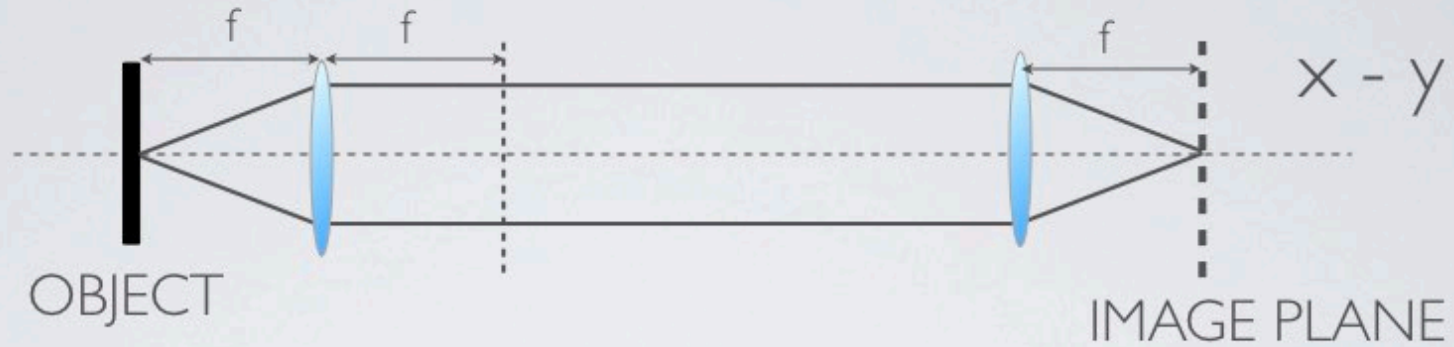 f
f
f
x - y
OBJECT
IMAGE PLANE